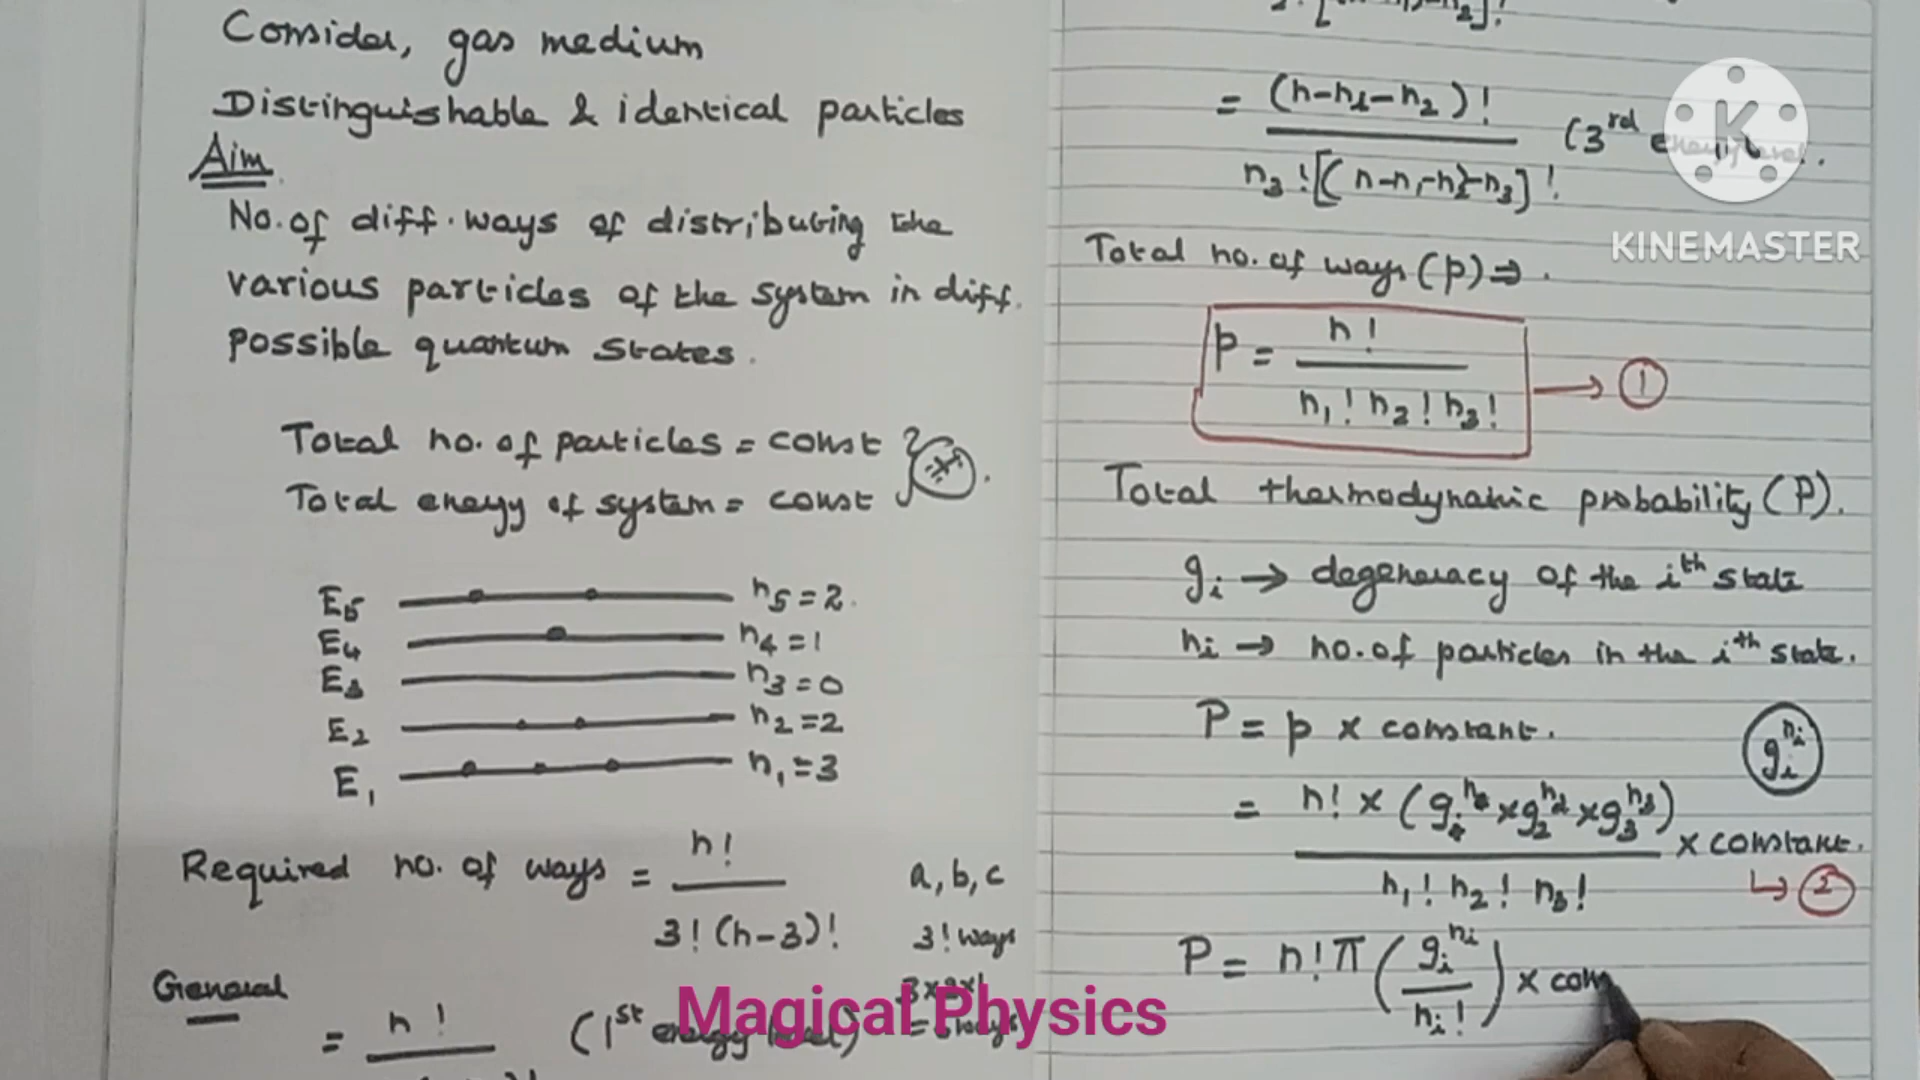 Consider, gas medium
Distinguishable & identical particles
Aim
No. of diff. ways of distributing the
various particles of the system in diff.
possible quantum states.
Total no. of particles = const
Total energy of system = const
E5 n5 = 2
E4 n4 = 1
E3 n3 = 0
E2 n2 = 2
E1 n1 = 3
Required no. of ways = n! / 3! (n-3)!
a, b, c
3! ways
General
= n! (1st energy level)
= (n-n1-n2)! / n3! [(n-n1-n2)-n3]! (3rd
Total no. of ways (p) ⇒.
p = n! / n1! n2! n3! → 1
Total thermodynamic probability (P).
gi → degeneracy of the ith state
ni → no. of particles in the ith state.
P = p x constant.
gi^ni
= n! x (g1^n1 x g2^n2 x g3^n3) / n1! n2! n3! x constant.
↳ 2
P = n! π (gi^ni / ni!) x con
KINEMASTER
Magical Physics